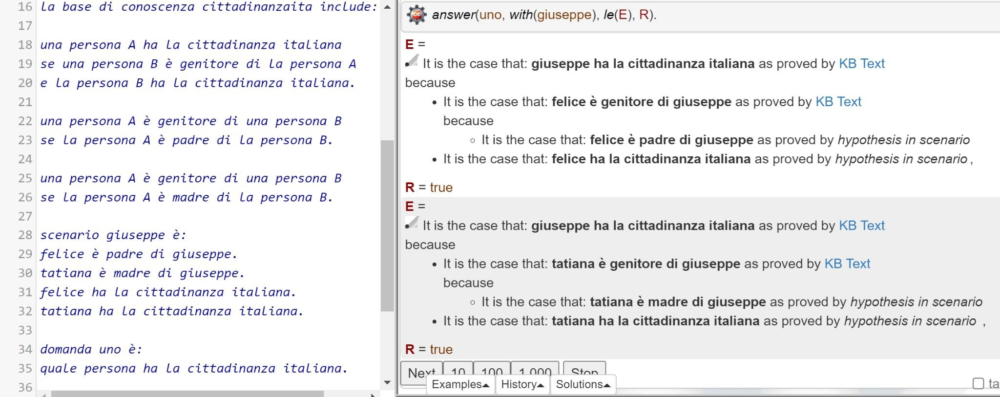 16 la base di conoscenza cittadinanzaita include:
17
18 una persona A ha la cittadinanza italiana
19 se una persona B è genitore di la persona A
20 e la persona B ha la cittadinanza italiana.
21
22 una persona A è genitore di una persona B
23 se la persona A è padre di la persona B.
24
25 una persona A è genitore di una persona B
26 se la persona A è madre di la persona B.
27
28 scenario giuseppe è:
29 felice è padre di giuseppe.
30 tatiana è madre di giuseppe.
31 felice ha la cittadinanza italiana.
32 tatiana ha la cittadinanza italiana.
33
34 domanda uno è:
35 quale persona ha la cittadinanza italiana.
36
answer(uno, with(giuseppe), le(E), R).
E =
It is the case that: giuseppe ha la cittadinanza italiana as proved by KB Text
because
• It is the case that: felice è genitore di giuseppe as proved by KB Text
because
◦ It is the case that: felice è padre di giuseppe as proved by hypothesis in scenario
• It is the case that: felice ha la cittadinanza italiana as proved by hypothesis in scenario ,
R = true
E =
It is the case that: giuseppe ha la cittadinanza italiana as proved by KB Text
because
• It is the case that: tatiana è genitore di giuseppe as proved by KB Text
because
◦ It is the case that: tatiana è madre di giuseppe as proved by hypothesis in scenario
• It is the case that: tatiana ha la cittadinanza italiana as proved by hypothesis in scenario ,
R = true
Next 10 100 1,000 Stop
Examples History Solutions
ta